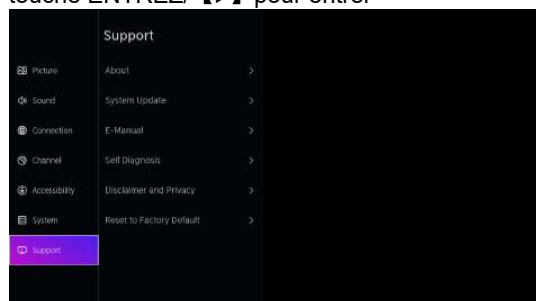 touche ENTRÉE/【►】pour entrer
Support
Picture
Sound
Connection
Channel
Accessibility
System
Support
About
System Update
E-Manual
Self Diagnosis
Disclaimer and Privacy
Reset to Factory Default